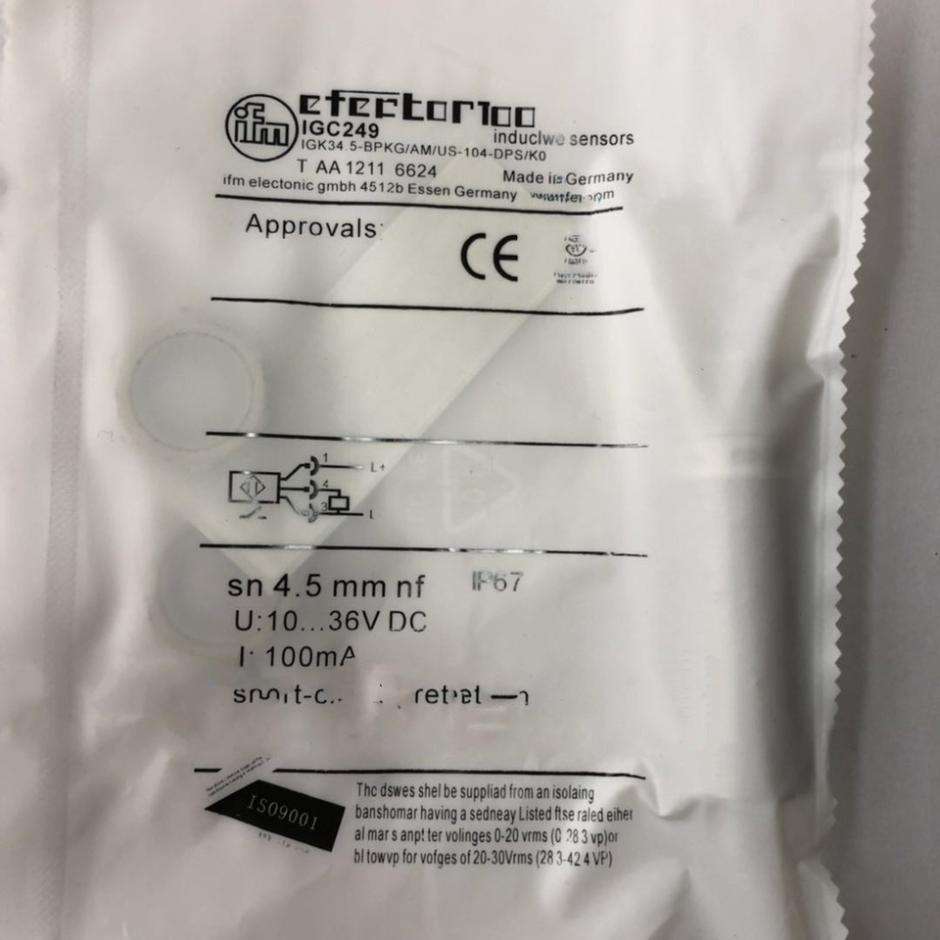 ifm efector100
IGC249 inductwe sensors
IGK34.5-BPKG/AM/US-104-DPS/K0
T AA 1211 6624 Made iis Germany
ifm electonic gmbh 4512b Essen Germany
Approvals:
CE
1
L+
4
3
L
sn 4.5 mm nf IP67
U:10...36V DC
I: 100mA
ISO9001
Thc dswes shel be suppliad from an isolaing
banshomar having a sedneay Listed ftse raled eiher
al mar s anpt ter volinges 0-20 vrms (0 28 3 vp)or
bl towvp for vofges of 20-30Vrms (28 3-42 4 VP)